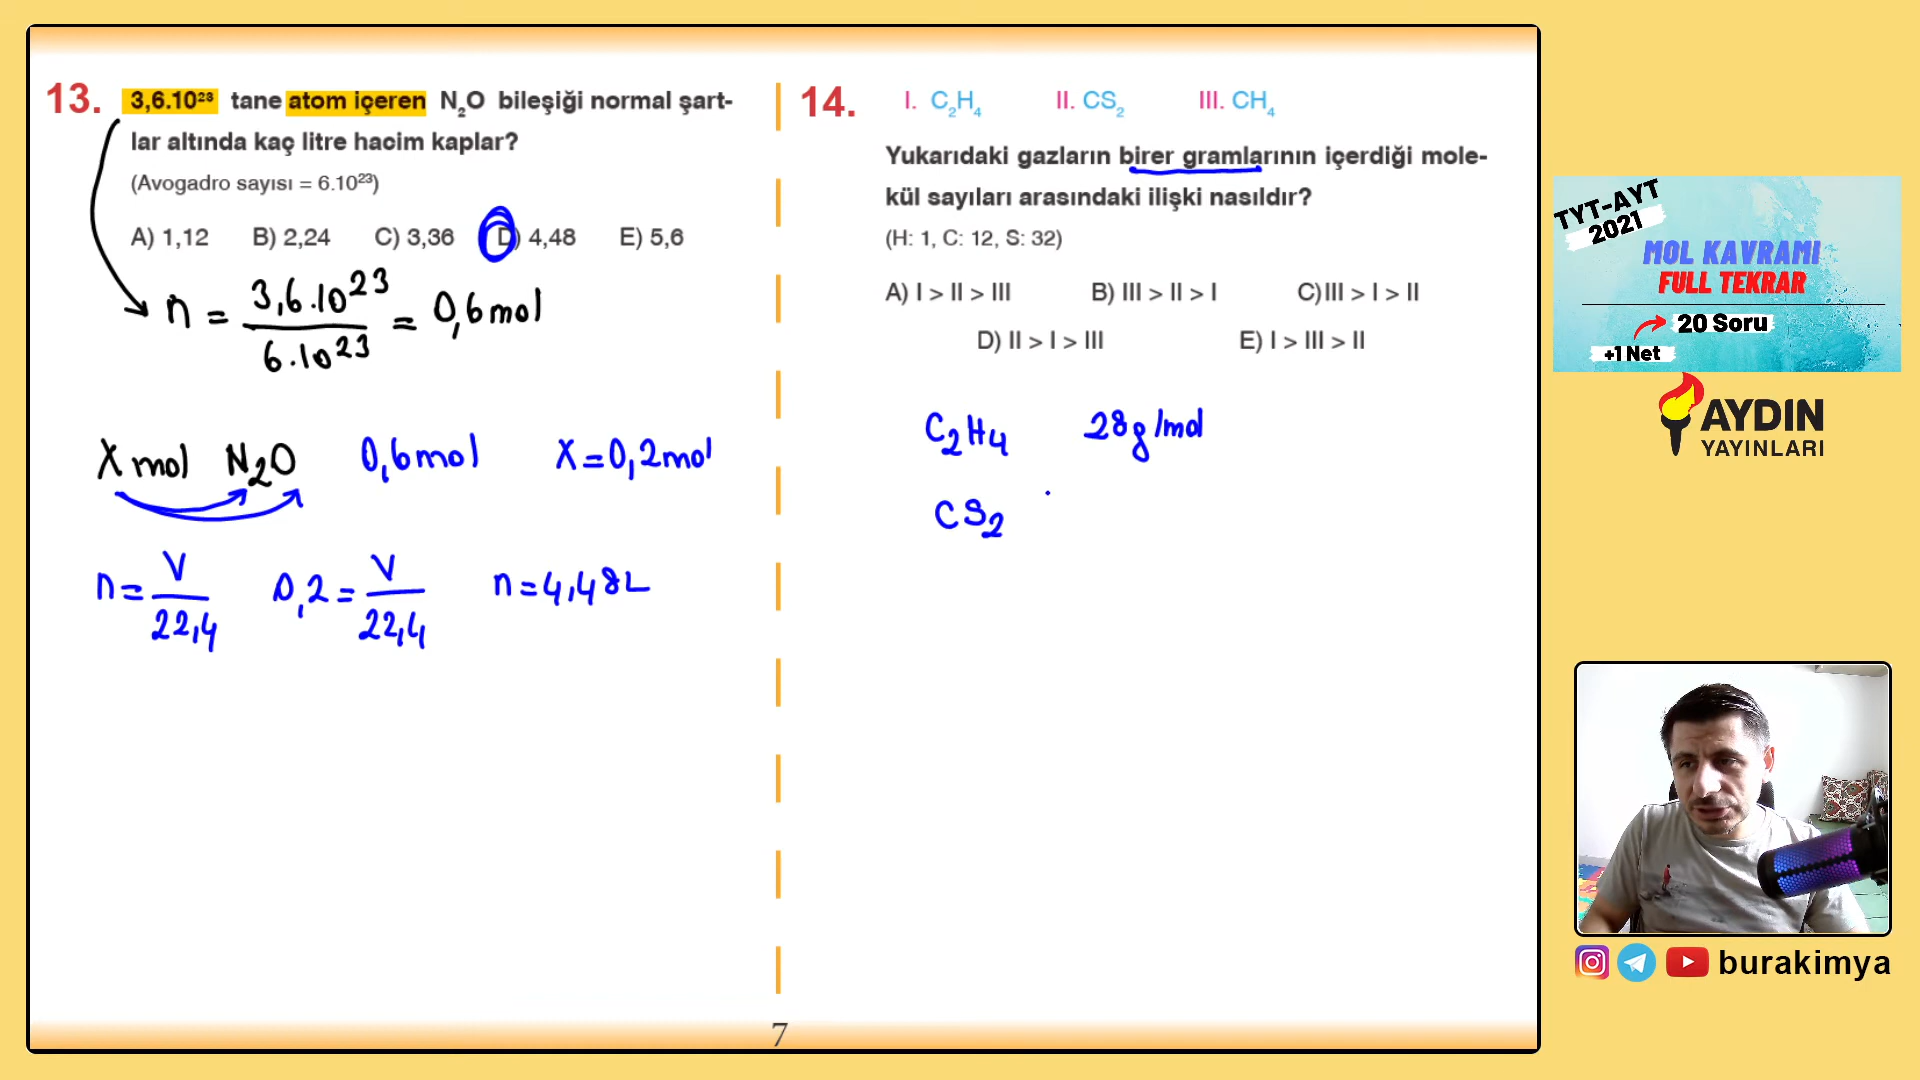 13. 3,6.10²³ tane atom içeren N₂O bileşiği normal şart-
lar altında kaç litre hacim kaplar?
(Avogadro sayısı = 6.10²³)
A) 1,12 B) 2,24 C) 3,36 D) 4,48 E) 5,6
n = 3,6.10²³ / 6.10²³ = 0,6 mol
X mol N₂O 0,6 mol X = 0,2 mol
n = V / 22,4 0,2 = V / 22,4 n = 4,48 L
14. I. C₂H₄ II. CS₂ III. CH₄
Yukarıdaki gazların birer gramlarının içerdiği mole-
kül sayıları arasındaki ilişki nasıldır?
(H: 1, C: 12, S: 32)
A) I > II > III B) III > II > I C)III > I > II
D) II > I > III E) I > III > II
C₂H₄ 28 g/mol
CS₂
7
TYT-AYT
2021
MOL KAVRAMI
FULL TEKRAR
20 Soru
+1 Net
AYDIN
YAYINLARI
burakimya